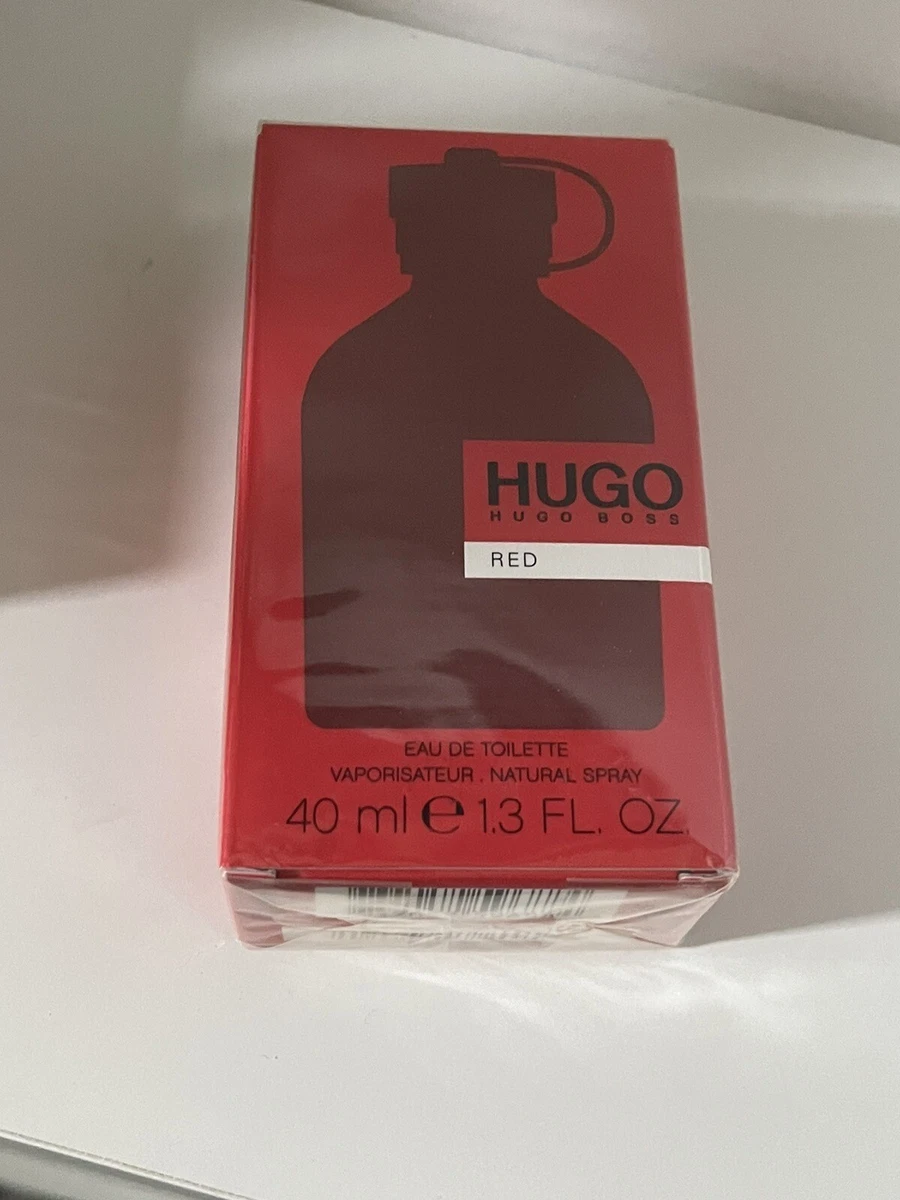 HUGO
HUGO BOSS
RED
EAU DE TOILETTE
VAPORISATEUR . NATURAL SPRAY
40 ml ℮ 1.3 FL. OZ.